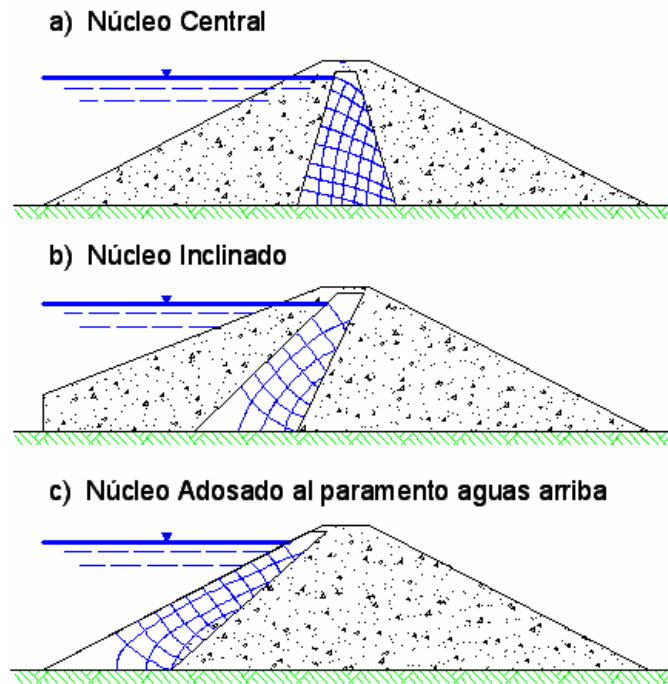 a) Núcleo Central
b) Núcleo Inclinado
c) Núcleo Adosado al paramento aguas arriba